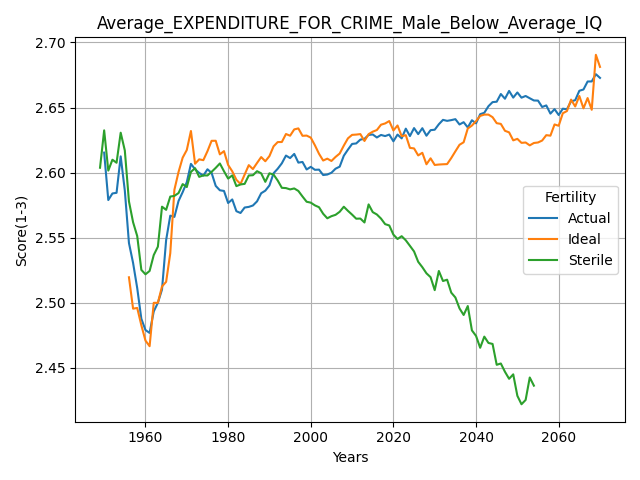 Average_EXPENDITURE_FOR_CRIME_Male_Below_Average_IQ
2.70
2.65
2.60
2.55
2.50
2.45
Score(1-3)
Fertility
Actual
Ideal
Sterile
1960 1980 2000 2020 2040 2060
Years